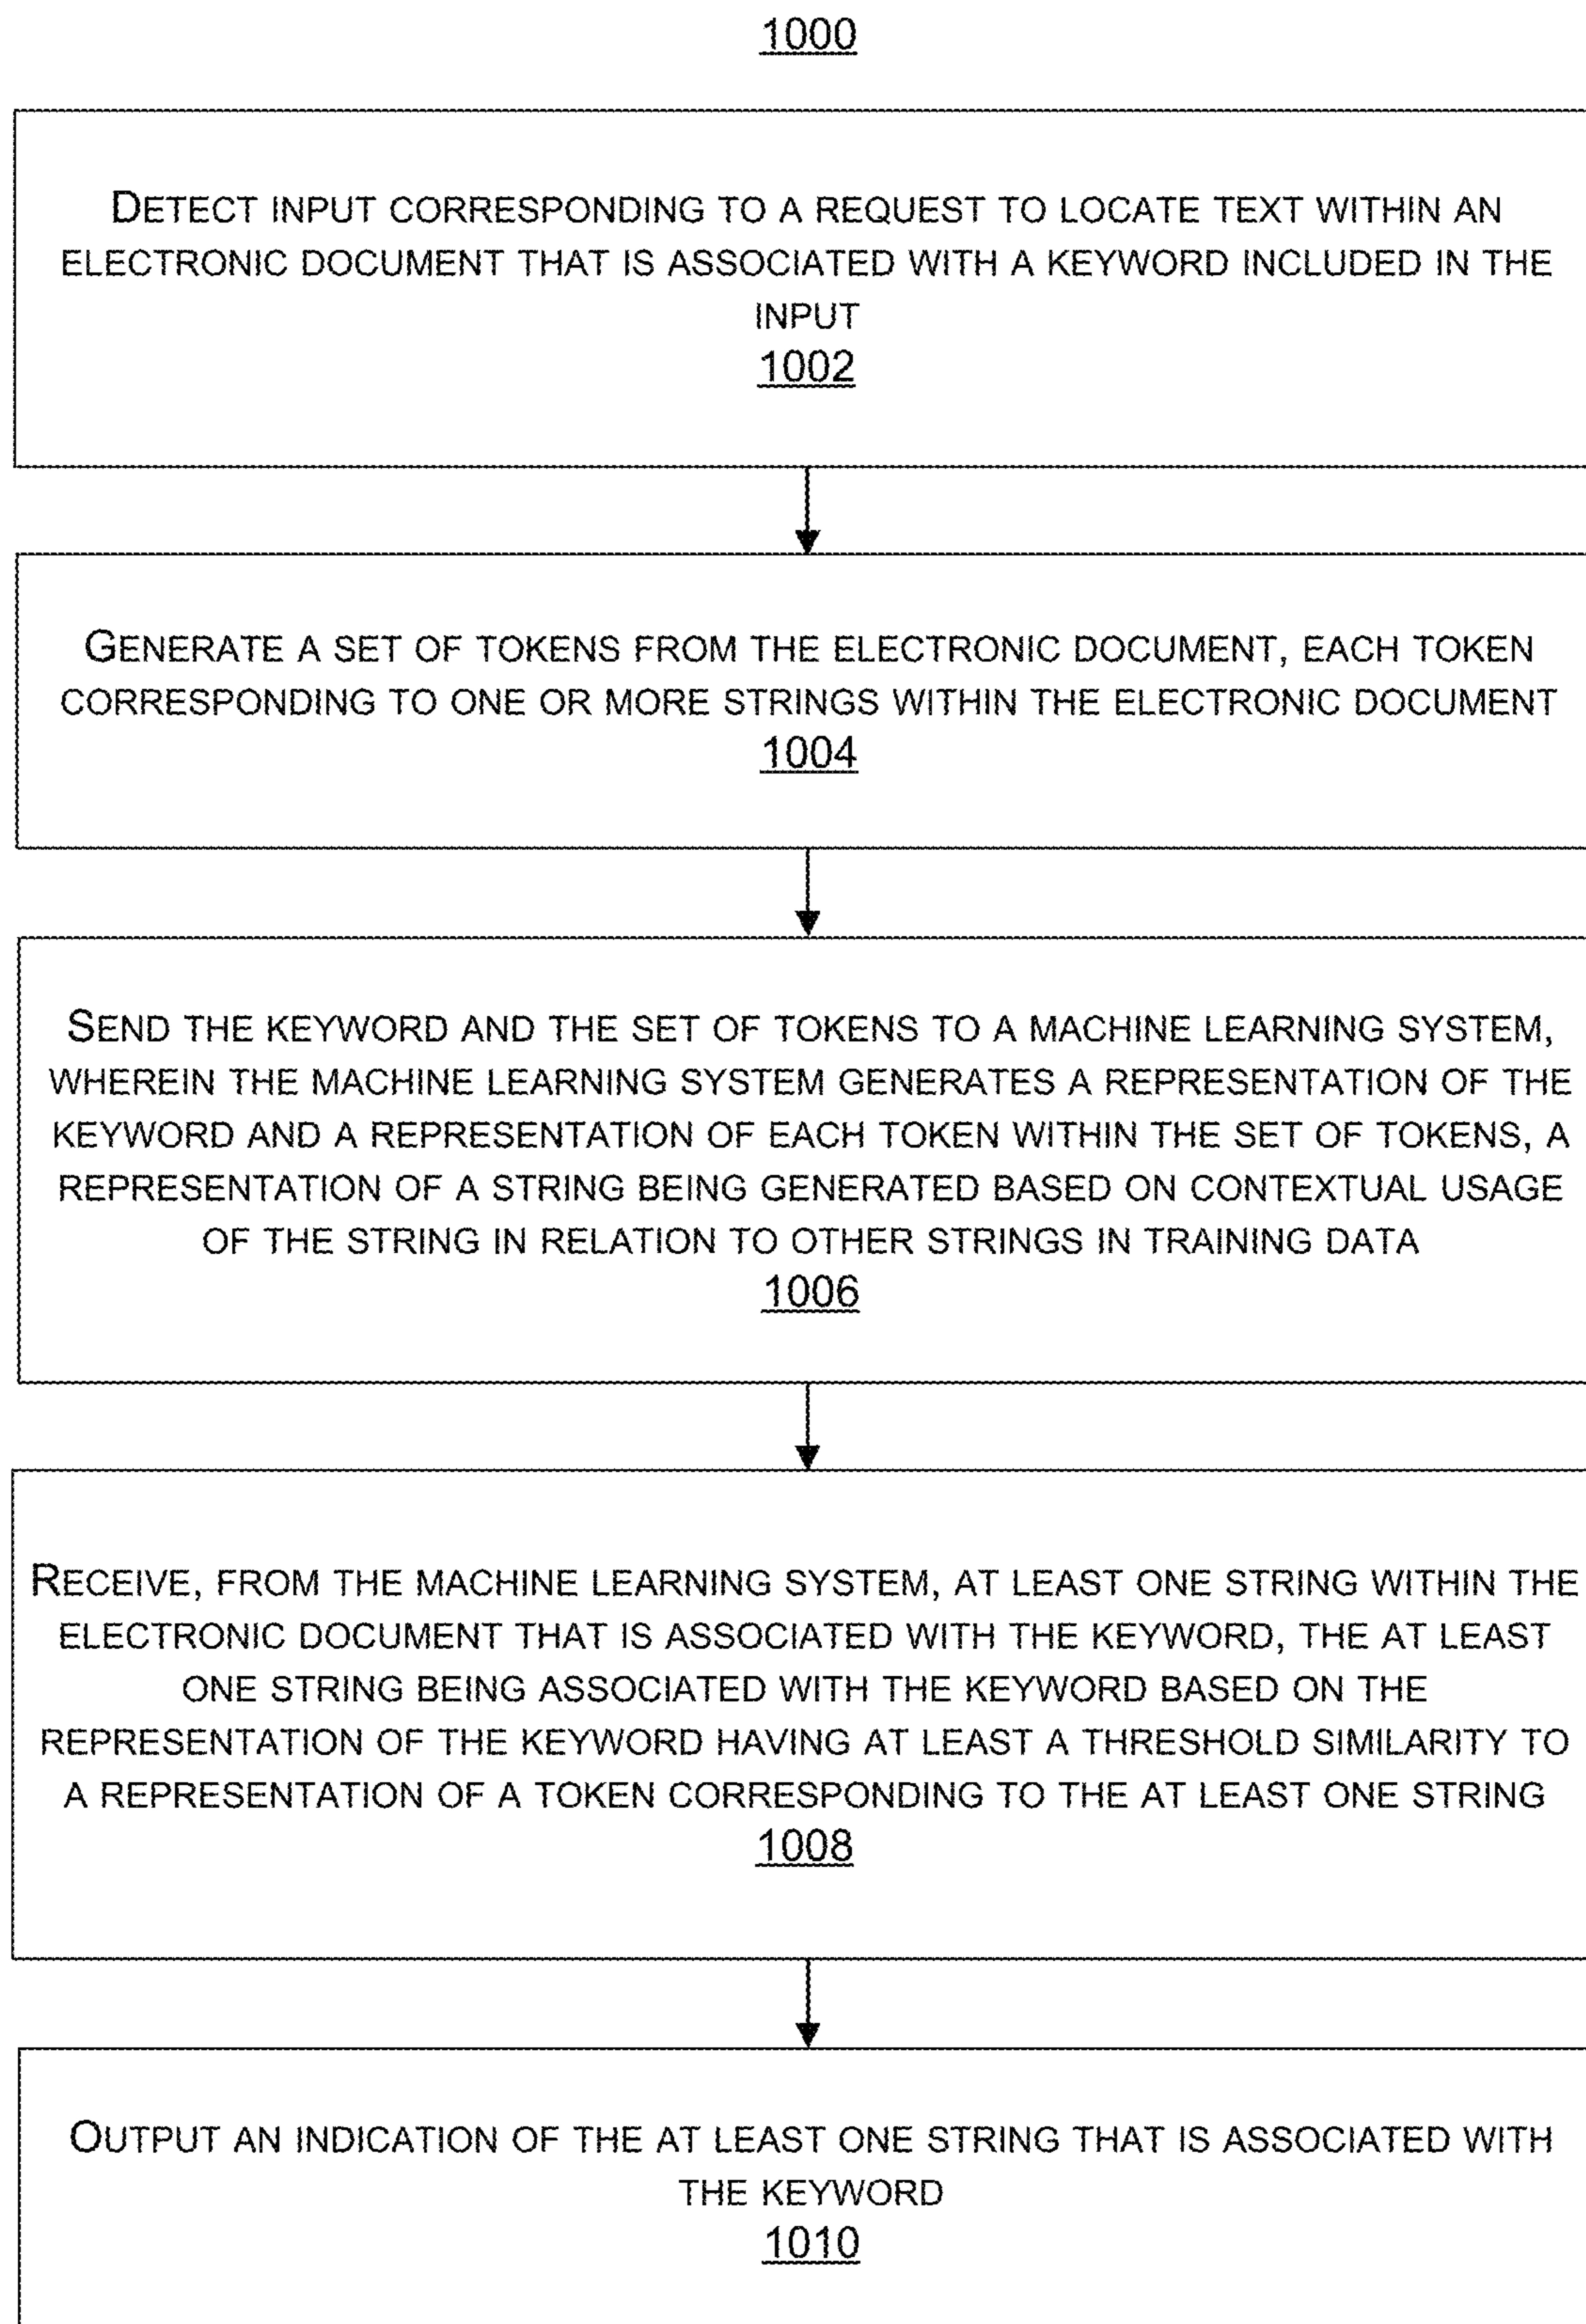 1000
DETECT INPUT CORRESPONDING TO A REQUEST TO LOCATE TEXT WITHIN AN
ELECTRONIC DOCUMENT THAT IS ASSOCIATED WITH A KEYWORD INCLUDED IN THE
INPUT
1002
GENERATE A SET OF TOKENS FROM THE ELECTRONIC DOCUMENT, EACH TOKEN
CORRESPONDING TO ONE OR MORE STRINGS WITHIN THE ELECTRONIC DOCUMENT
1004
SEND THE KEYWORD AND THE SET OF TOKENS TO A MACHINE LEARNING SYSTEM,
WHEREIN THE MACHINE LEARNING SYSTEM GENERATES A REPRESENTATION OF THE
KEYWORD AND A REPRESENTATION OF EACH TOKEN WITHIN THE SET OF TOKENS, A
REPRESENTATION OF A STRING BEING GENERATED BASED ON CONTEXTUAL USAGE
OF THE STRING IN RELATION TO OTHER STRINGS IN TRAINING DATA
1006
RECEIVE, FROM THE MACHINE LEARNING SYSTEM, AT LEAST ONE STRING WITHIN THE
ELECTRONIC DOCUMENT THAT IS ASSOCIATED WITH THE KEYWORD, THE AT LEAST
ONE STRING BEING ASSOCIATED WITH THE KEYWORD BASED ON THE
REPRESENTATION OF THE KEYWORD HAVING AT LEAST A THRESHOLD SIMILARITY TO
A REPRESENTATION OF A TOKEN CORRESPONDING TO THE AT LEAST ONE STRING
1008
OUTPUT AN INDICATION OF THE AT LEAST ONE STRING THAT IS ASSOCIATED WITH
THE KEYWORD
1010